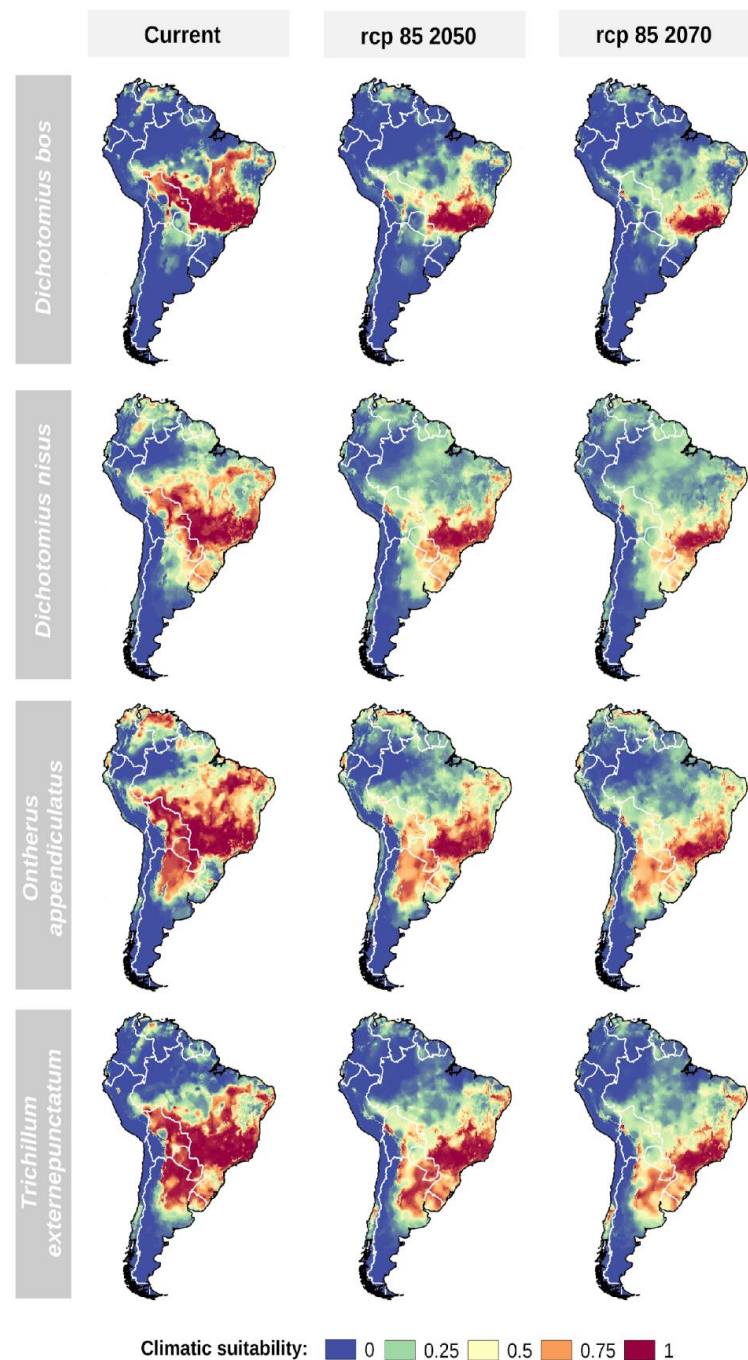 Current rcp 85 2050 rcp 85 2070
Dichotomius bos
Dichotomius nisus
Ontherus
appendiculatus
Trichillum
externepunctatum
Climatic suitability: 0 0.25 0.5 0.75 1